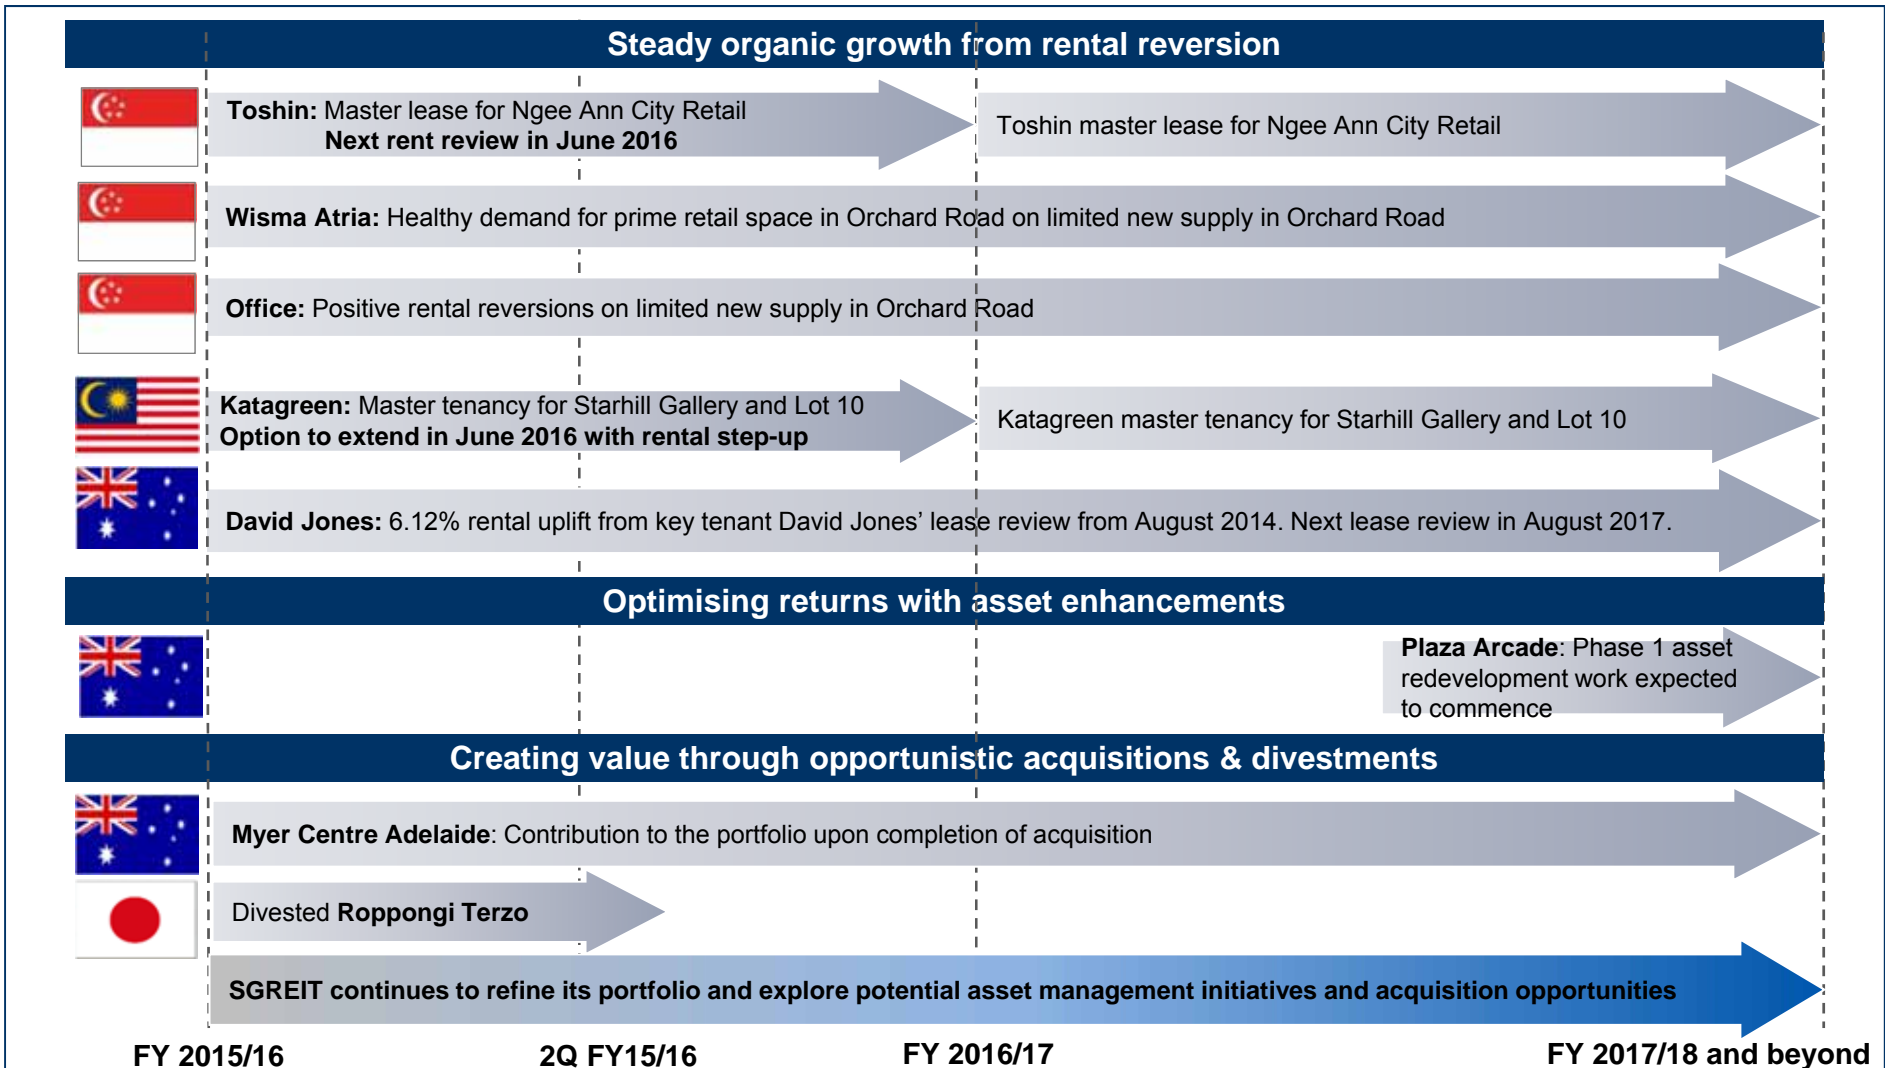 Steady organic growth from rental reversion
Toshin: Master lease for Ngee Ann City Retail
Next rent review in June 2016
Toshin master lease for Ngee Ann City Retail
Wisma Atria: Healthy demand for prime retail space in Orchard Road on limited new supply in Orchard Road
Office: Positive rental reversions on limited new supply in Orchard Road
Katagreen: Master tenancy for Starhill Gallery and Lot 10
Option to extend in June 2016 with rental step-up
Katagreen master tenancy for Starhill Gallery and Lot 10
David Jones: 6.12% rental uplift from key tenant David Jones’ lease review from August 2014. Next lease review in August 2017.
Optimising returns with asset enhancements
Plaza Arcade: Phase 1 asset
redevelopment work expected
to commence
Creating value through opportunistic acquisitions & divestments
Myer Centre Adelaide: Contribution to the portfolio upon completion of acquisition
Divested Roppongi Terzo
SGREIT continues to refine its portfolio and explore potential asset management initiatives and acquisition opportunities
FY 2015/16
2Q FY15/16
FY 2016/17
FY 2017/18 and beyond